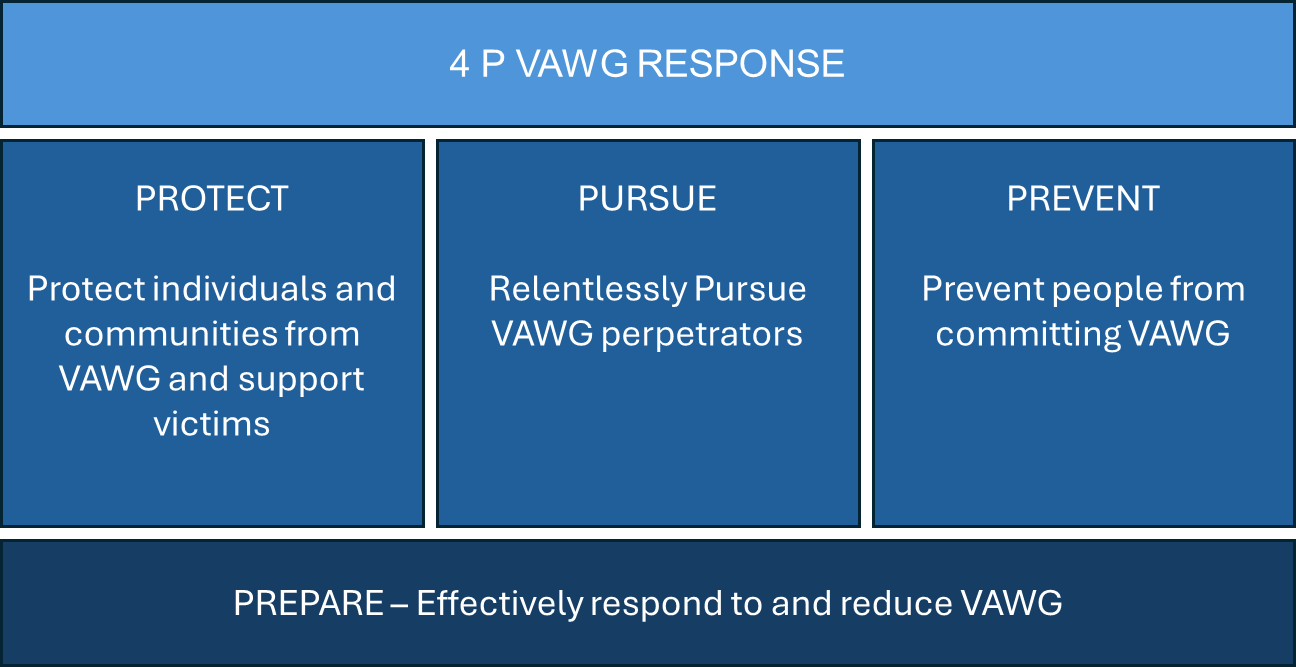 4 P VAWG RESPONSE
PROTECT
Protect individuals and
communities from
VAWG and support
victims
PURSUE
Relentlessly Pursue
VAWG perpetrators
PREVENT
Prevent people from
committing VAWG
PREPARE – Effectively respond to and reduce VAWG